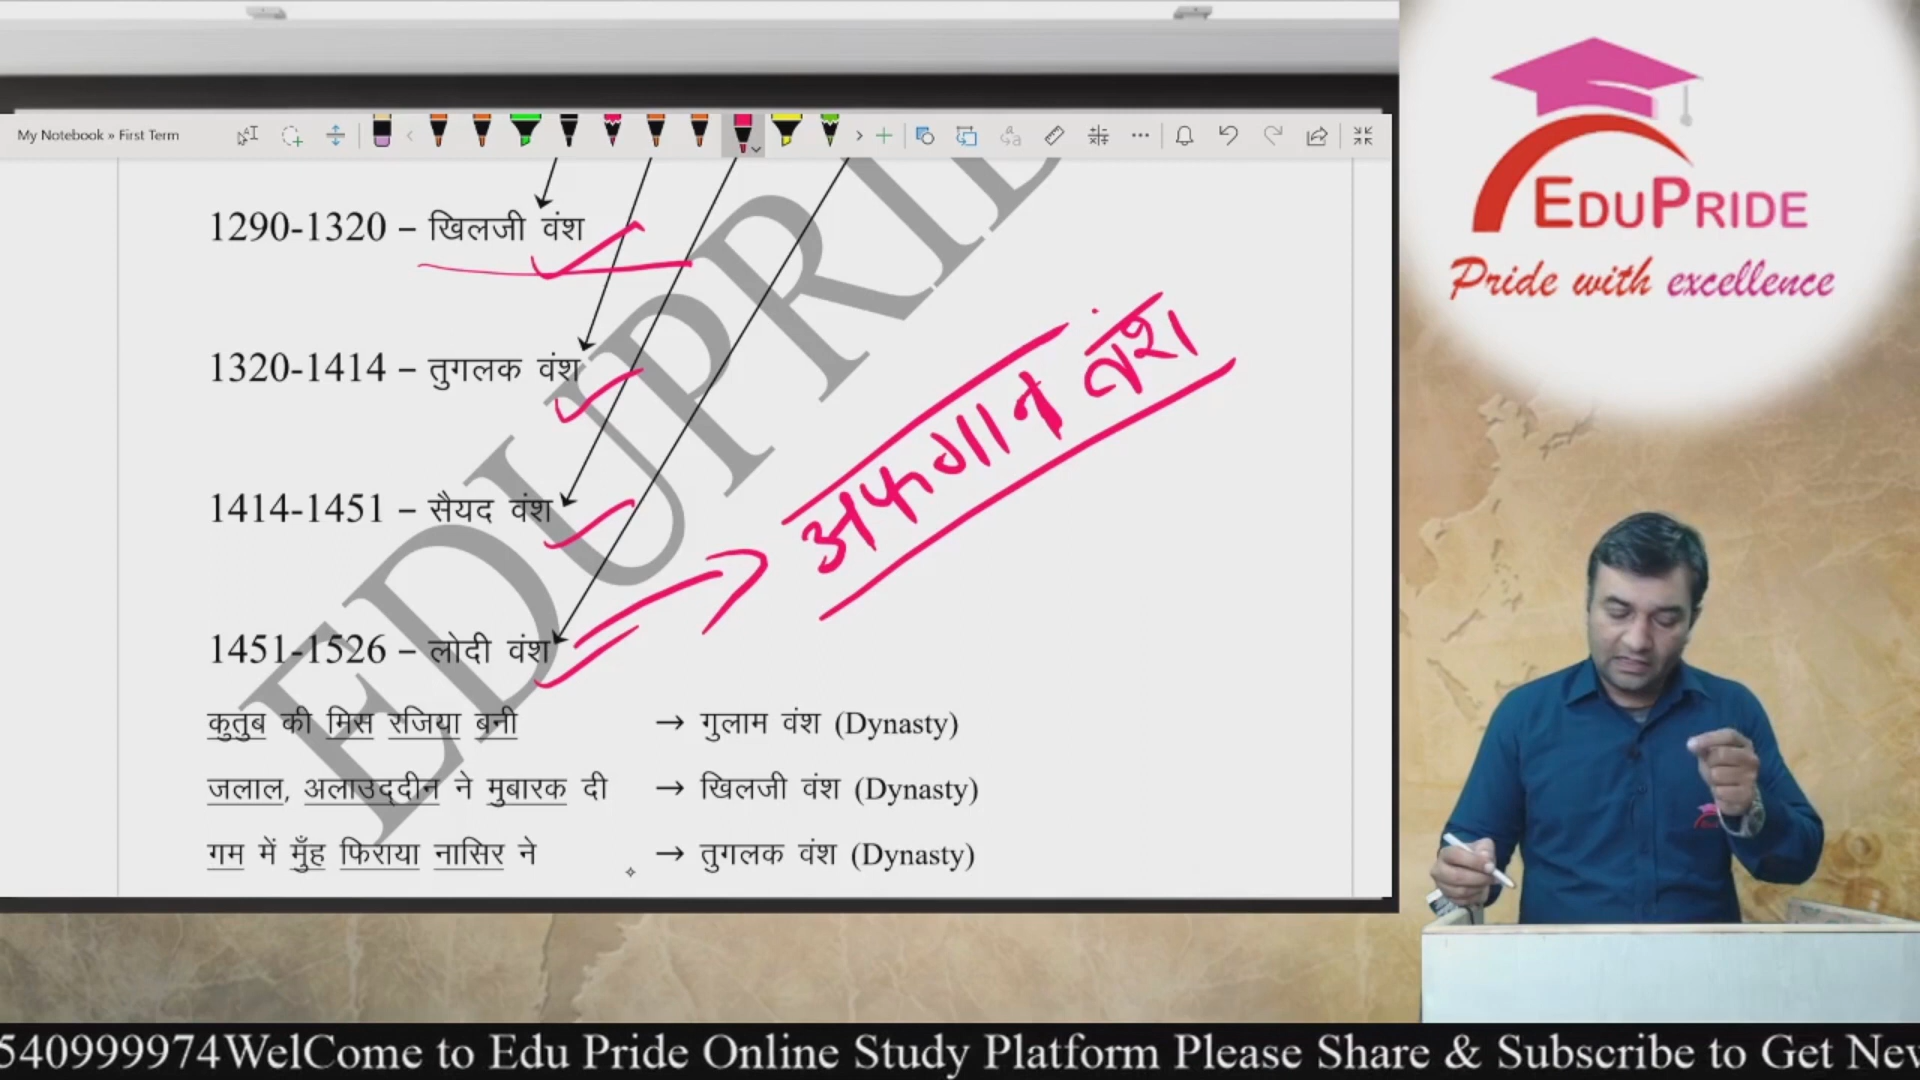 My Notebook » First Term
1290-1320 – खिलजी वंश
1320-1414 – तुगलक वंश
1414-1451 – सैयद वंश
1451-1526 – लोदी वंश
अफगान वंश
कुतुब की मिस रजिया बनी → गुलाम वंश (Dynasty)
जलाल, अलाउद्दीन ने मुबारक दी → खिलजी वंश (Dynasty)
गम में मुँह फिराया नासिर ने → तुगलक वंश (Dynasty)
EDUPRIDE
EDUPRIDE
Pride with excellence
540999974WelCome to Edu Pride Online Study Platform Please Share & Subscribe to Get New